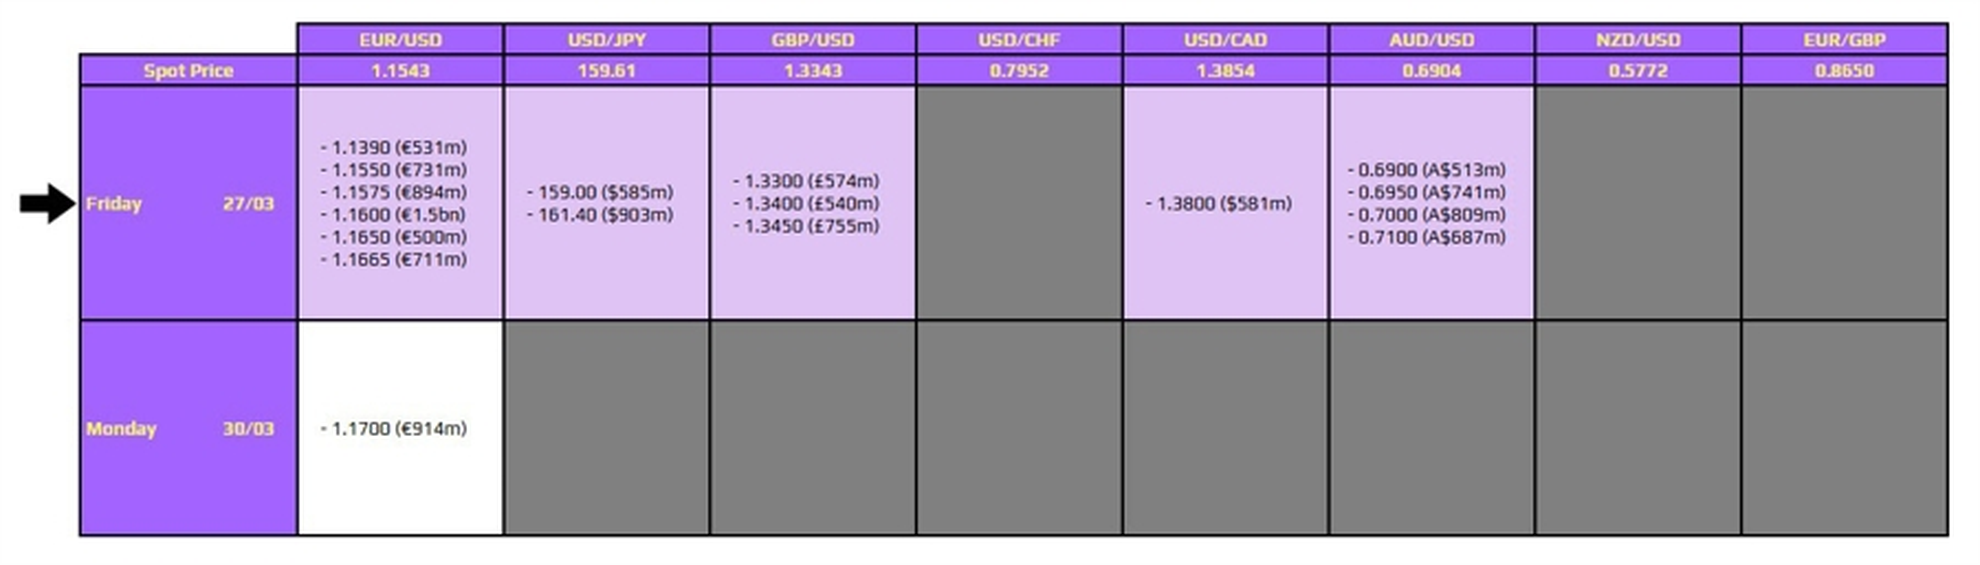 EUR/USD USD/JPY GBP/USD USD/CHF USD/CAD AUD/USD NZD/USD EUR/GBP
Spot Price 1.1543 159.61 1.3343 0.7952 1.3854 0.6904 0.5772 0.8650
Friday 27/03
- 1.1390 (€531m)
- 1.1550 (€731m)
- 1.1575 (€894m)
- 1.1600 (€1.5bn)
- 1.1650 (€500m)
- 1.1665 (€711m)
- 159.00 ($585m)
- 161.40 ($903m)
- 1.3300 (£574m)
- 1.3400 (£540m)
- 1.3450 (£755m)
- 1.3800 ($581m)
- 0.6900 (A$513m)
- 0.6950 (A$741m)
- 0.7000 (A$809m)
- 0.7100 (A$687m)
Monday 30/03
- 1.1700 (€914m)